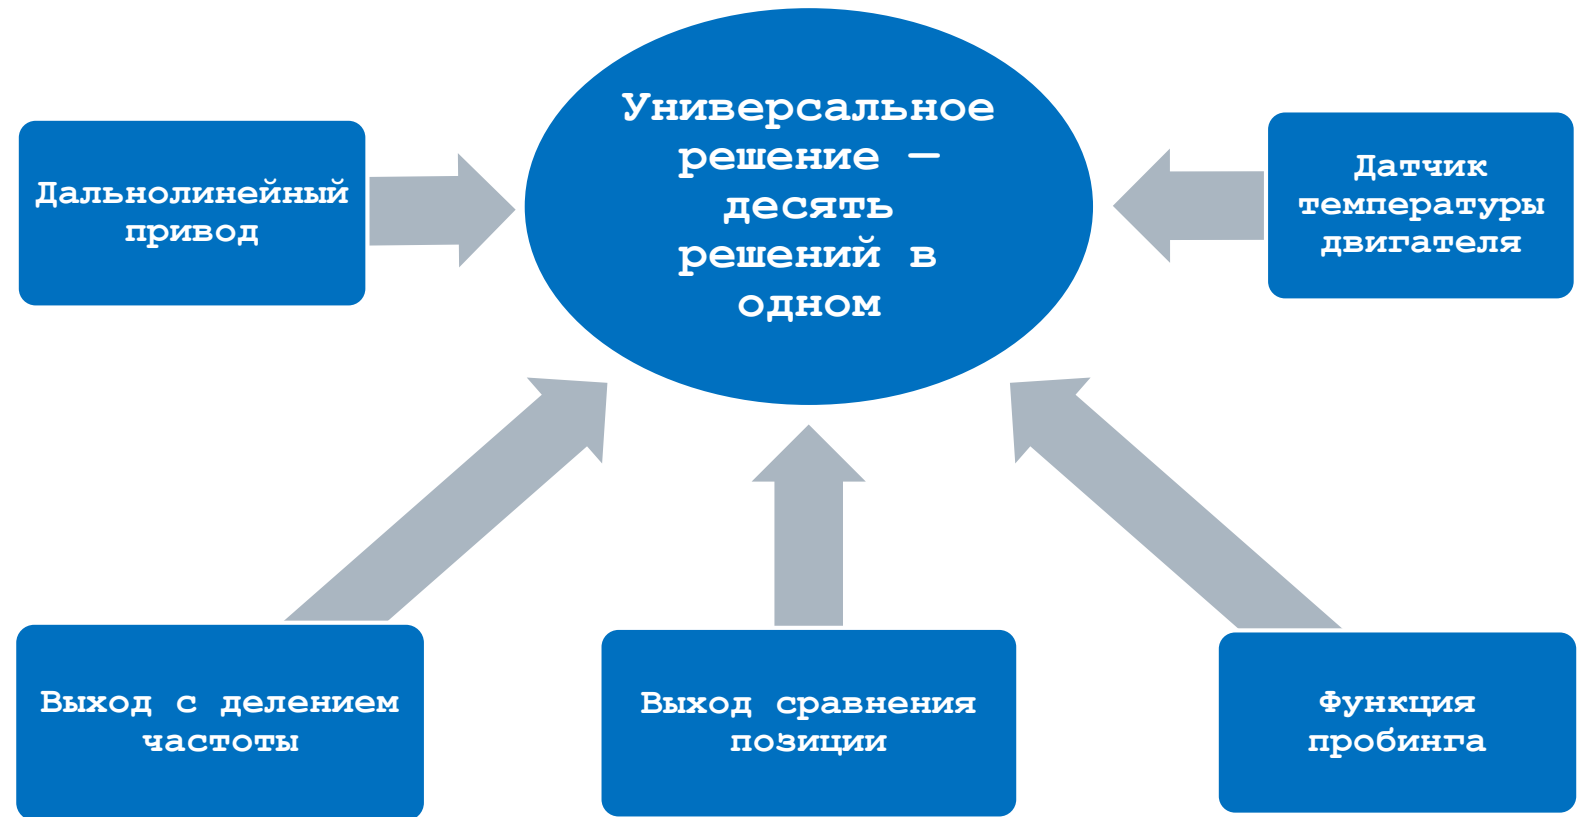 Универсальное
решение —
десять
решений в
одном
Дальнолинейный
привод
Датчик
температуры
двигателя
Выход с делением
частоты
Выход сравнения
позиции
Функция
пробинга